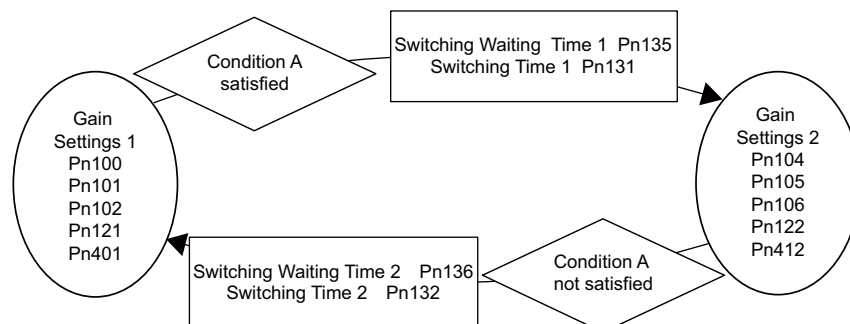 Condition A
satisfied
Switching Waiting Time 1 Pn135
Switching Time 1 Pn131
Gain
Settings 1
Pn100
Pn101
Pn102
Pn121
Pn401
Gain
Settings 2
Pn104
Pn105
Pn106
Pn122
Pn412
Switching Waiting Time 2 Pn136
Switching Time 2 Pn132
Condition A
not satisfied